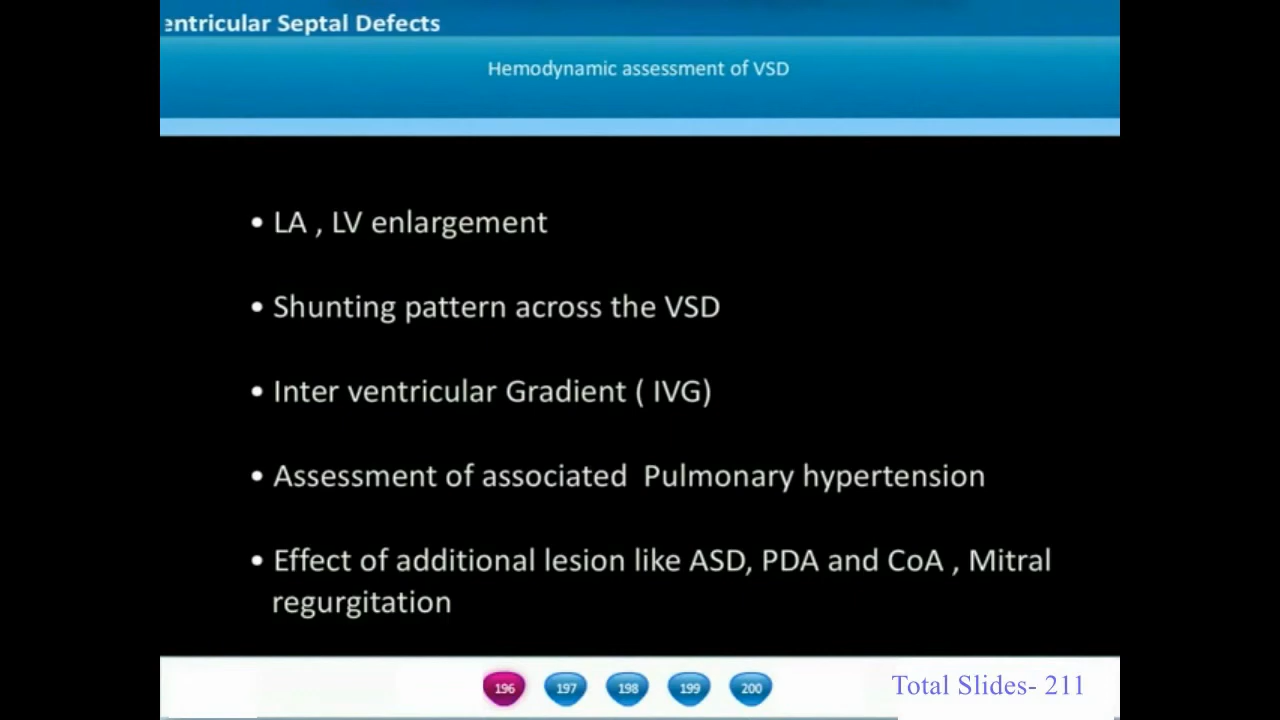 entricular Septal Defects
Hemodynamic assessment of VSD
• LA , LV enlargement
• Shunting pattern across the VSD
• Inter ventricular Gradient ( IVG)
• Assessment of associated Pulmonary hypertension
• Effect of additional lesion like ASD, PDA and CoA , Mitral
regurgitation
196 197 198 199 200 Total Slides- 211